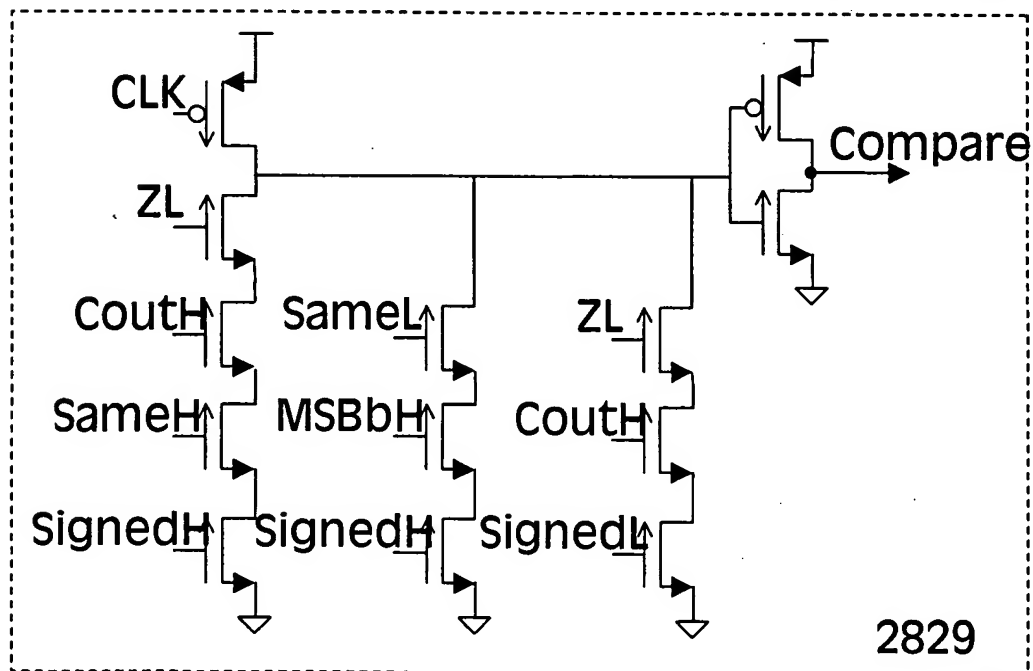 CLK
Compare
ZL
CoutH
SameL
ZL
SameH
MSBbH
CoutH
SignedH
SignedH
SignedL
2829